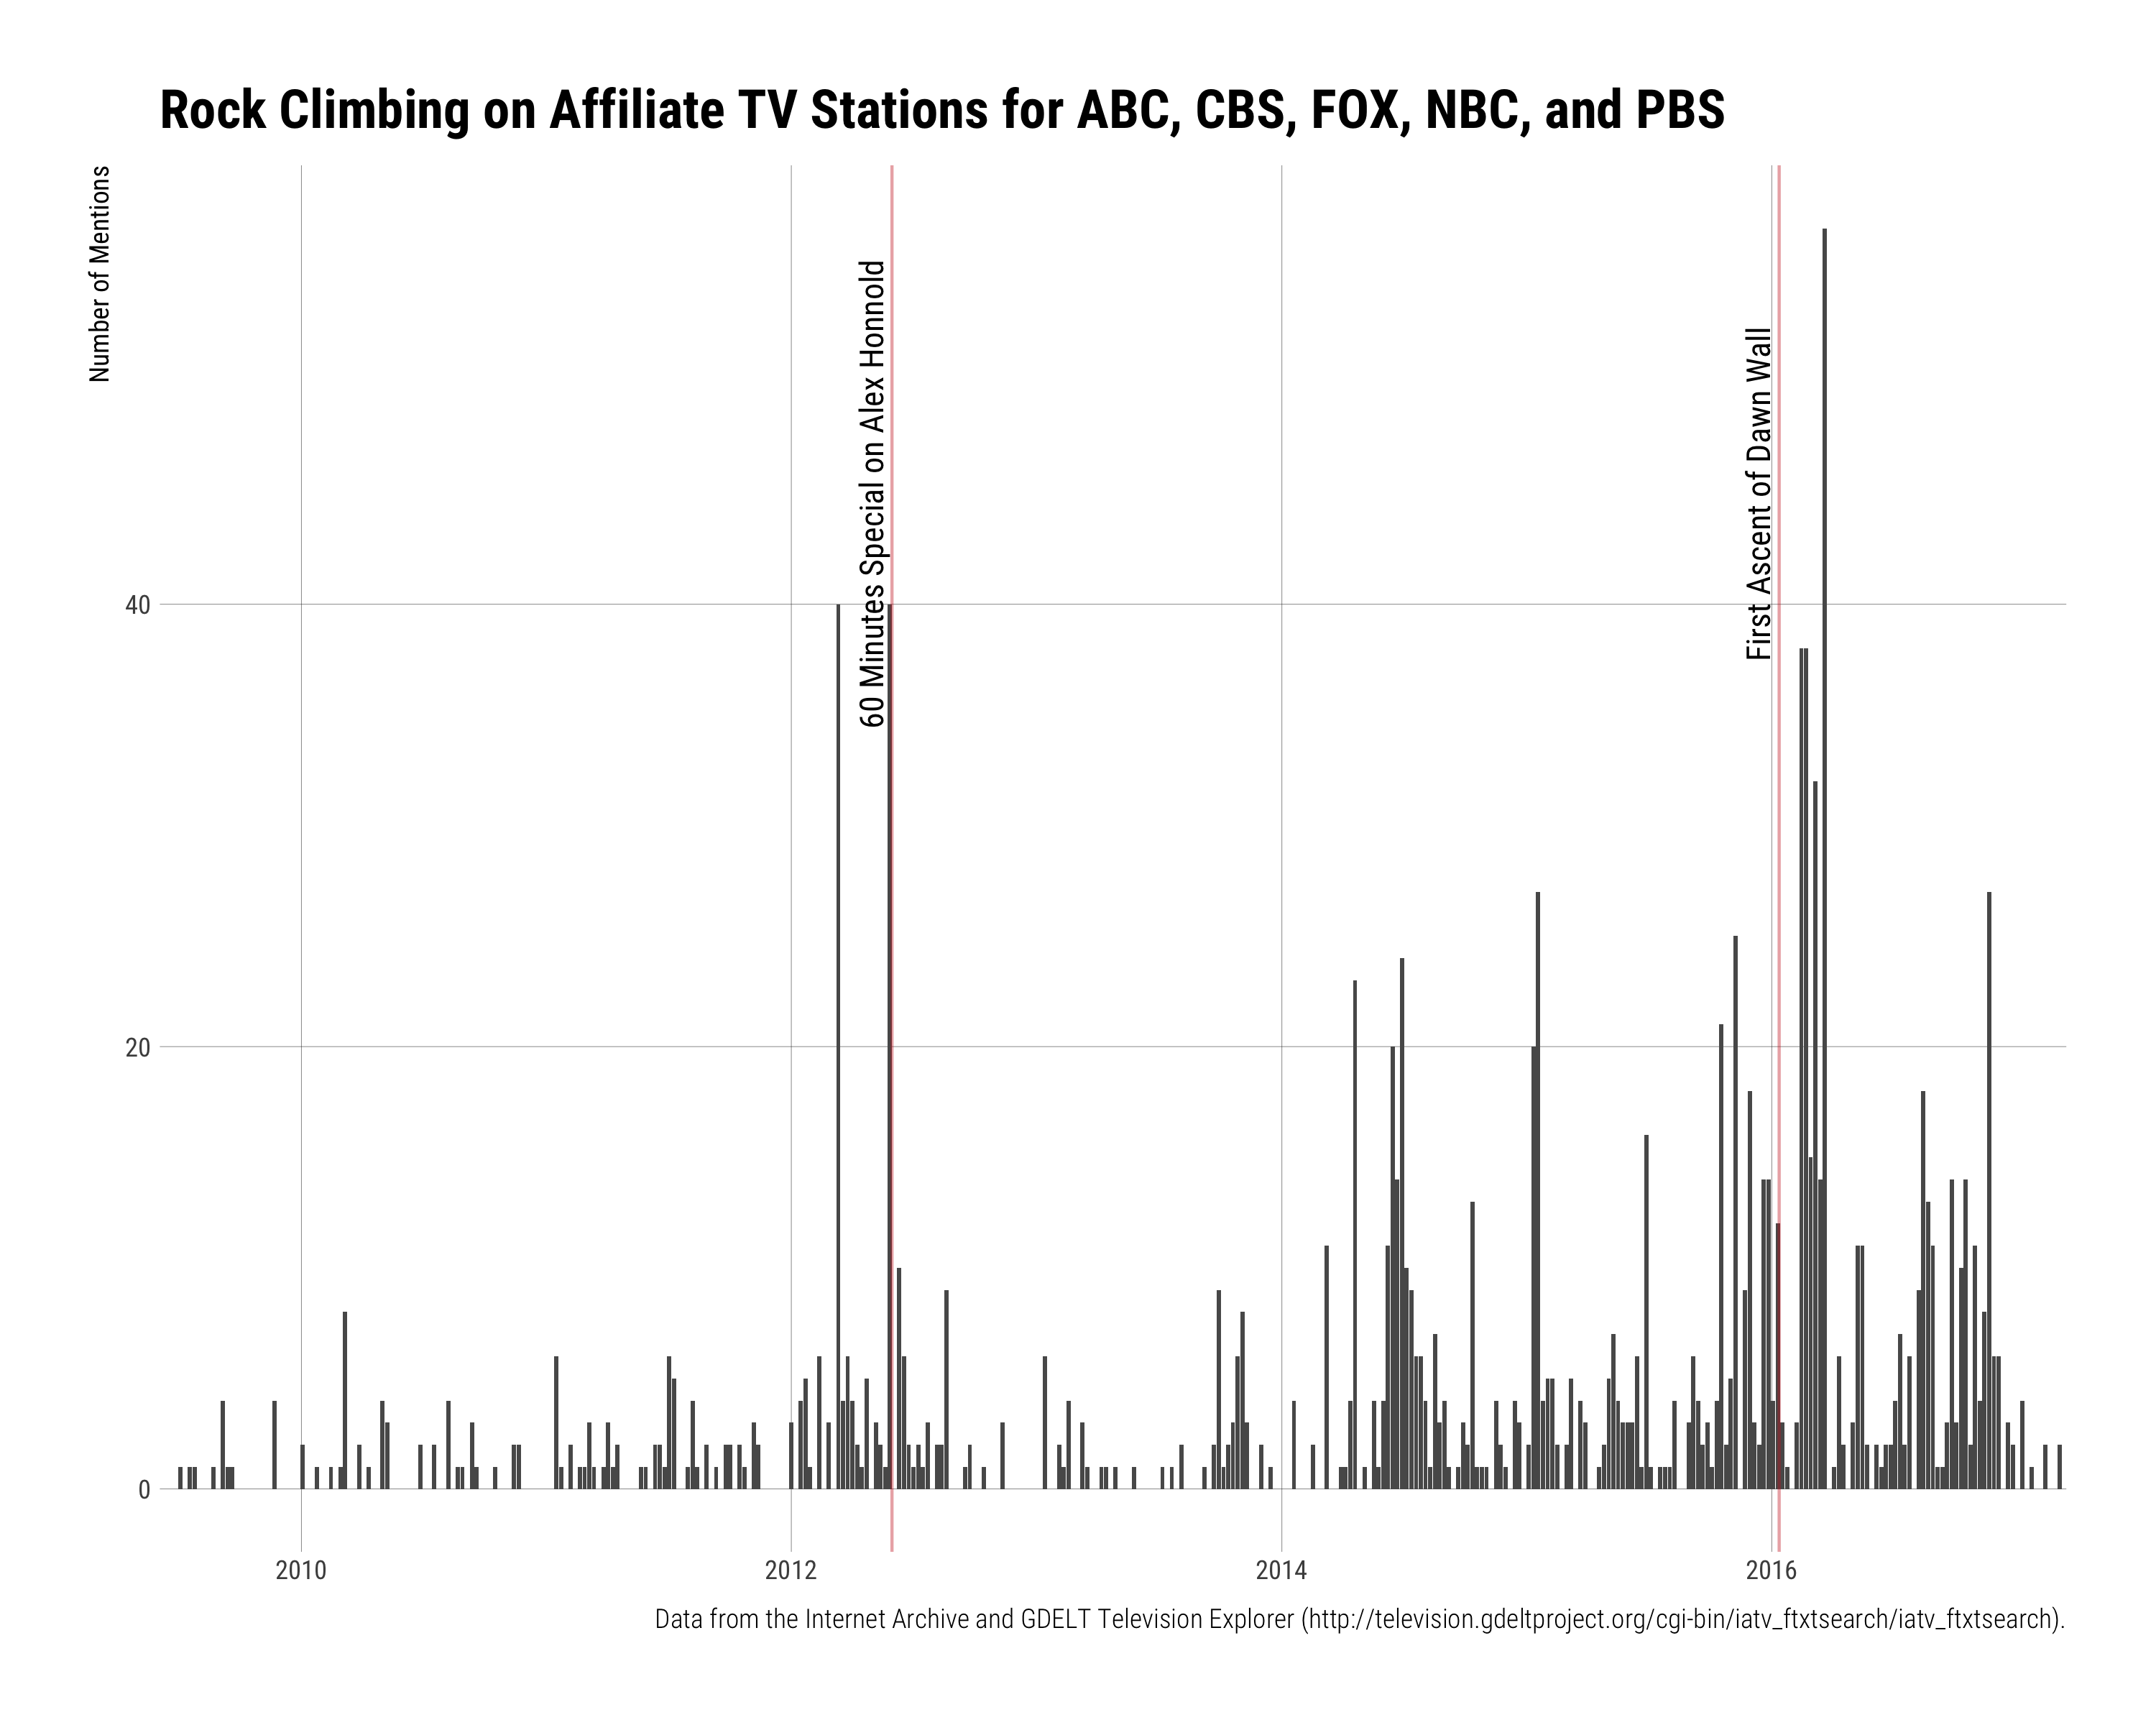 Rock Climbing on Affiliate TV Stations for ABC, CBS, FOX, NBC, and PBS
Number of Mentions
60 Minutes Special on Alex Honnold
First Ascent of Dawn Wall
40
20
0
2010
2012
2014
2016
Data from the Internet Archive and GDELT Television Explorer (http://television.gdeltproject.org/cgi-bin/iatv_ftxtsearch/iatv_ftxtsearch).